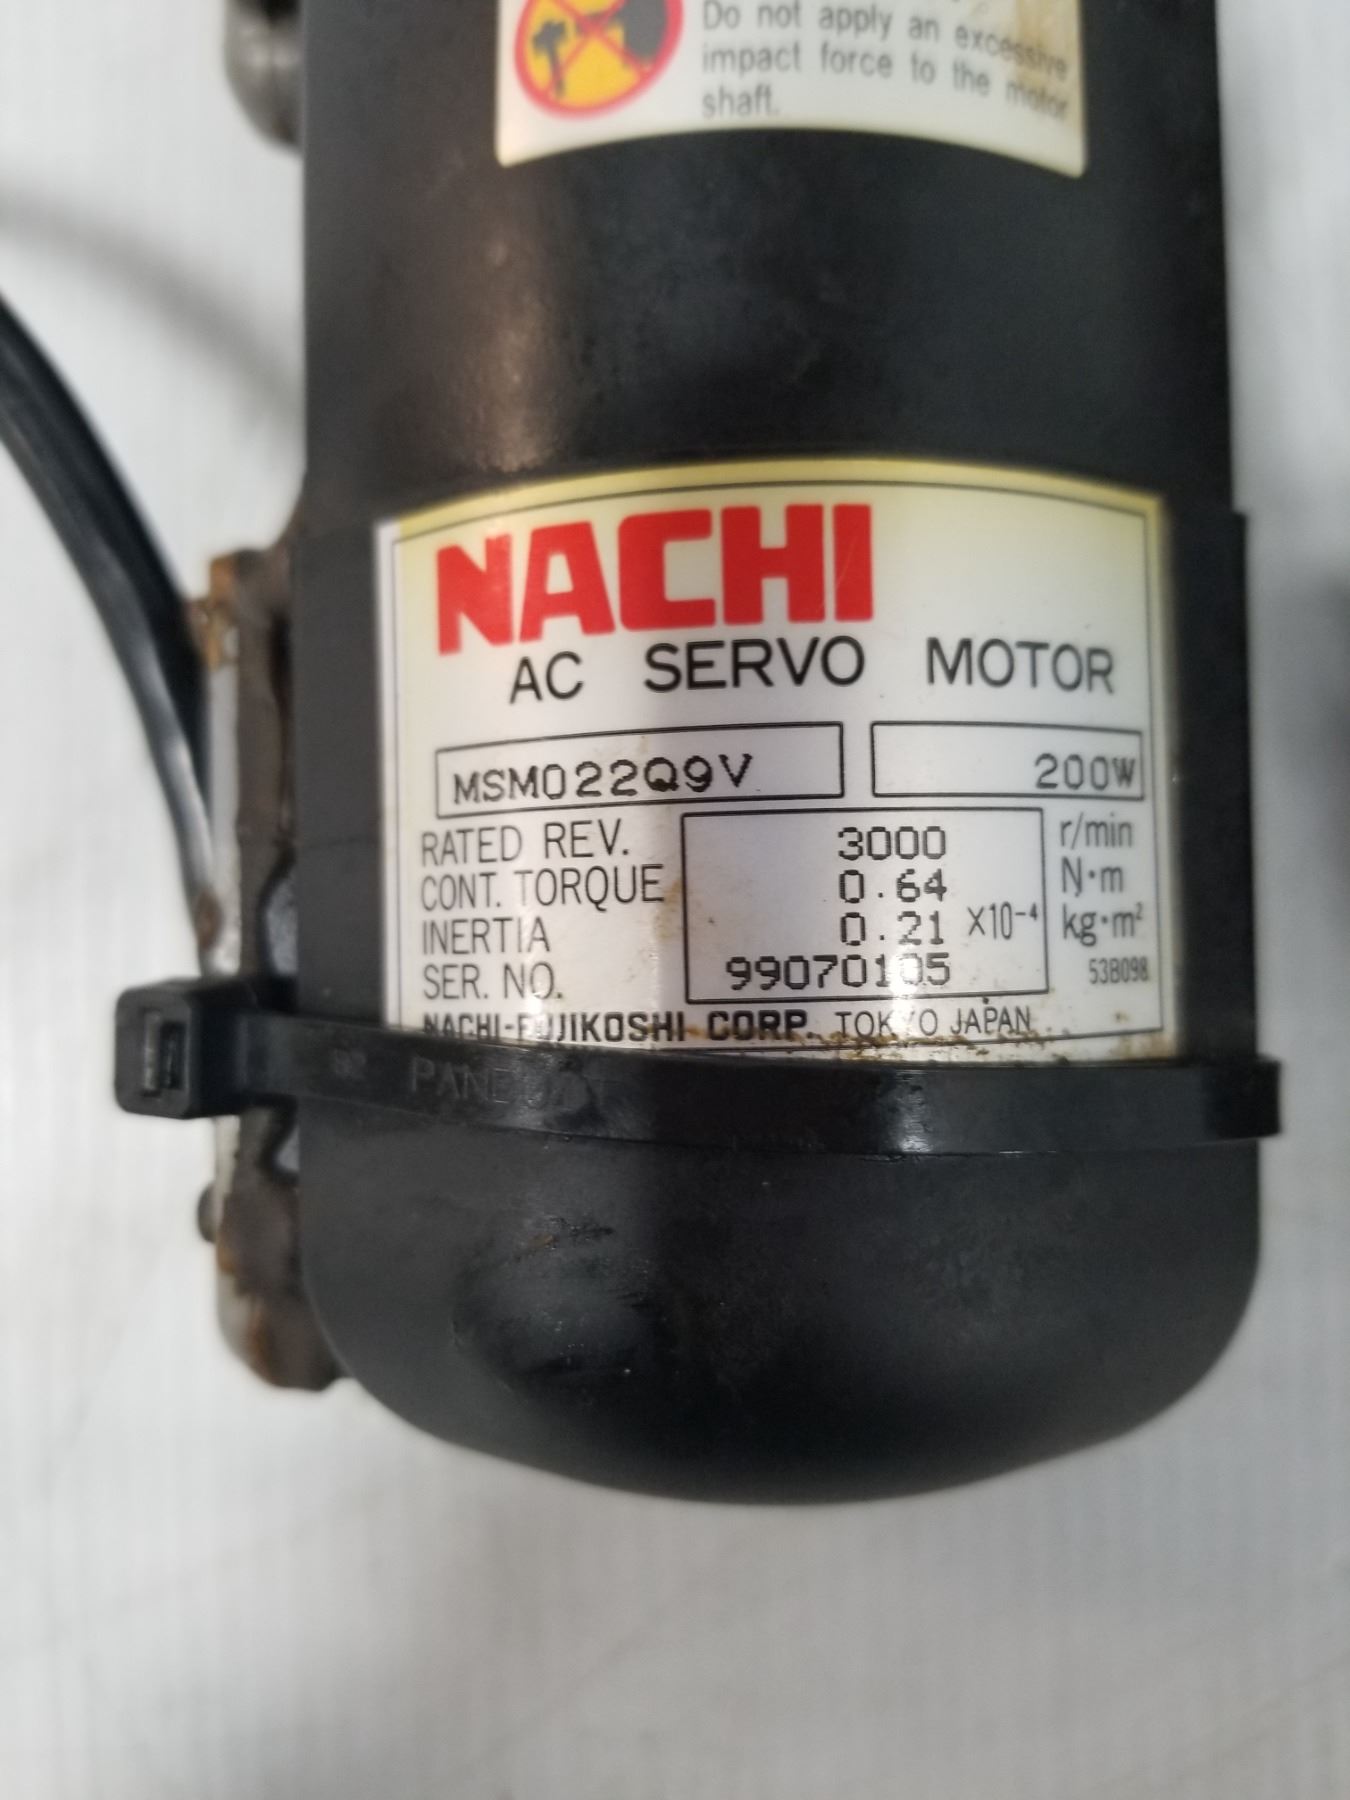 Do not apply an excessive
impact force to the motor
shaft.
NACHI
AC SERVO MOTOR
MSM022Q9V 200W
RATED REV. 3000 r/min
CONT. TORQUE 0.64 N·m
INERTIA 0.21 X10⁻⁴ kg·m²
SER. NO. 99070105 538098
NACHI-FUJIKOSHI CORP. TOKYO JAPAN